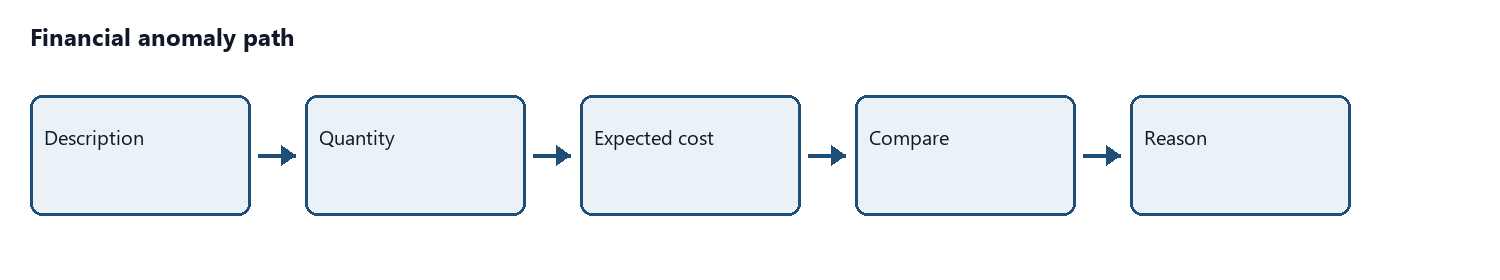 Financial anomaly path
Description
Quantity
Expected cost
Compare
Reason